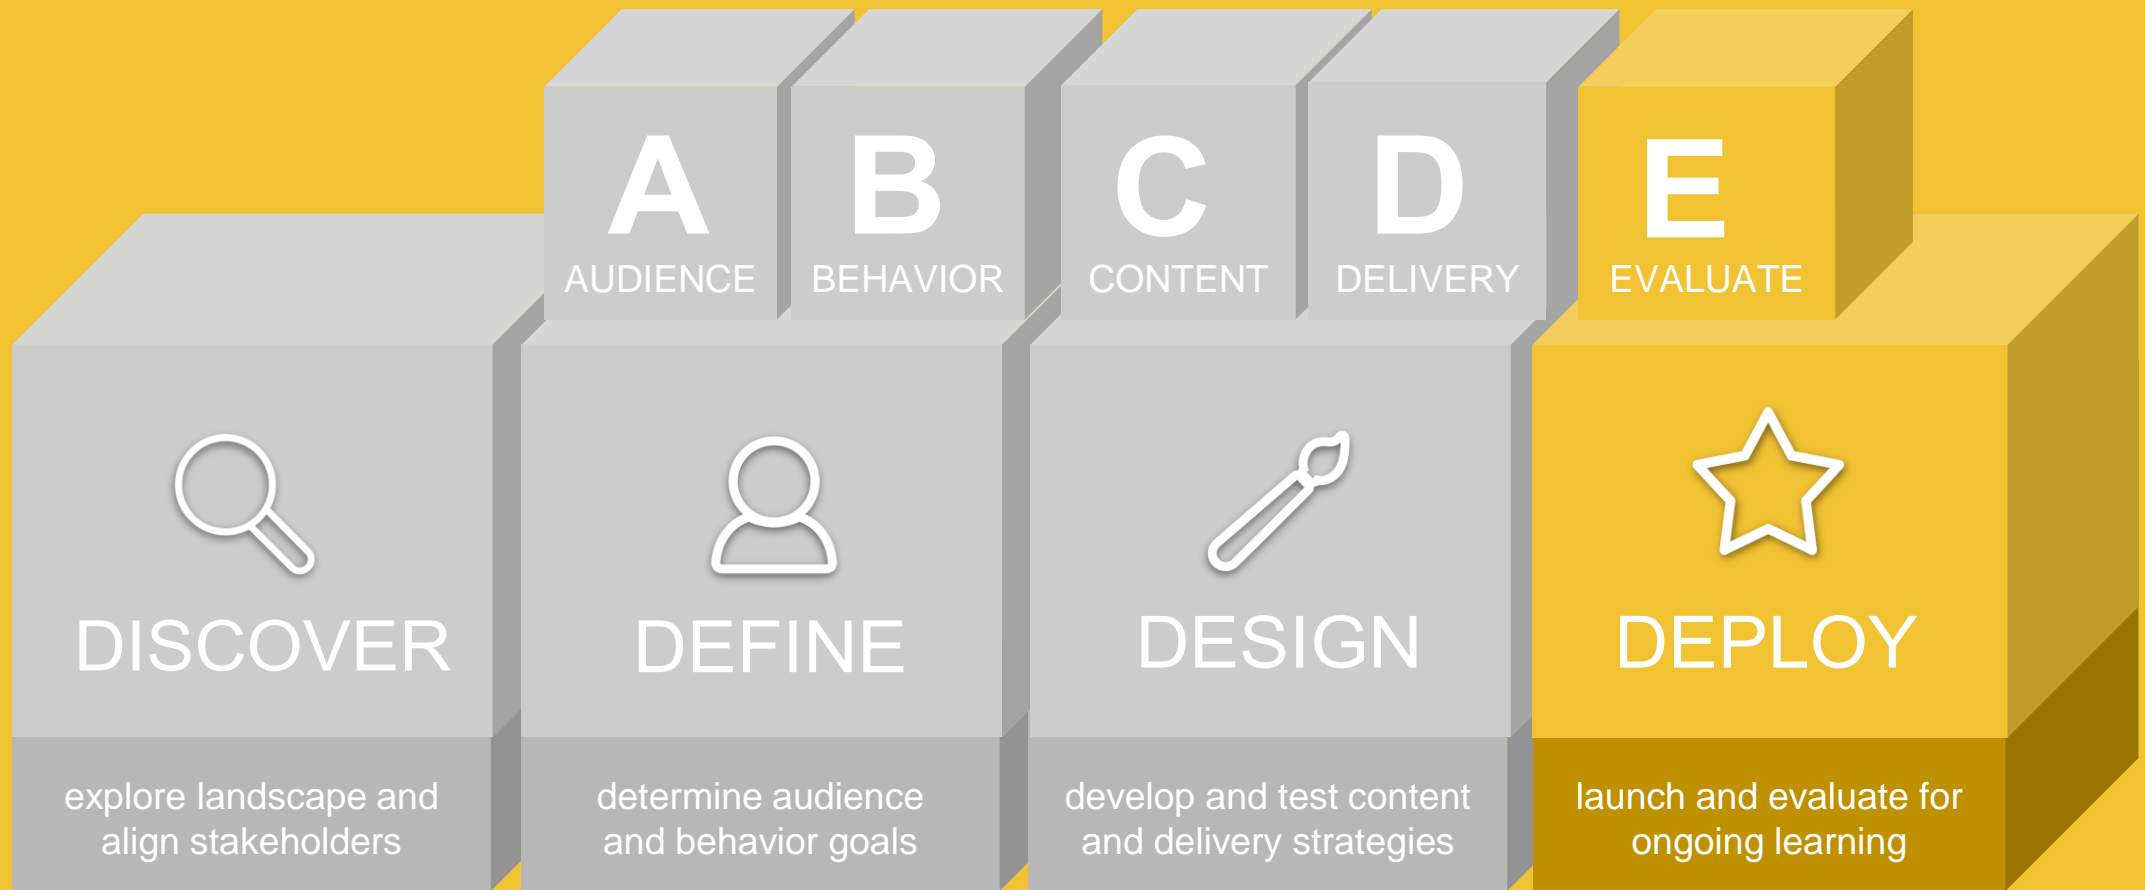 A
AUDIENCE
B
BEHAVIOR
C
CONTENT
D
DELIVERY
E
EVALUATE
DISCOVER
explore landscape and
align stakeholders
DEFINE
determine audience
and behavior goals
DESIGN
develop and test content
and delivery strategies
DEPLOY
launch and evaluate for
ongoing learning